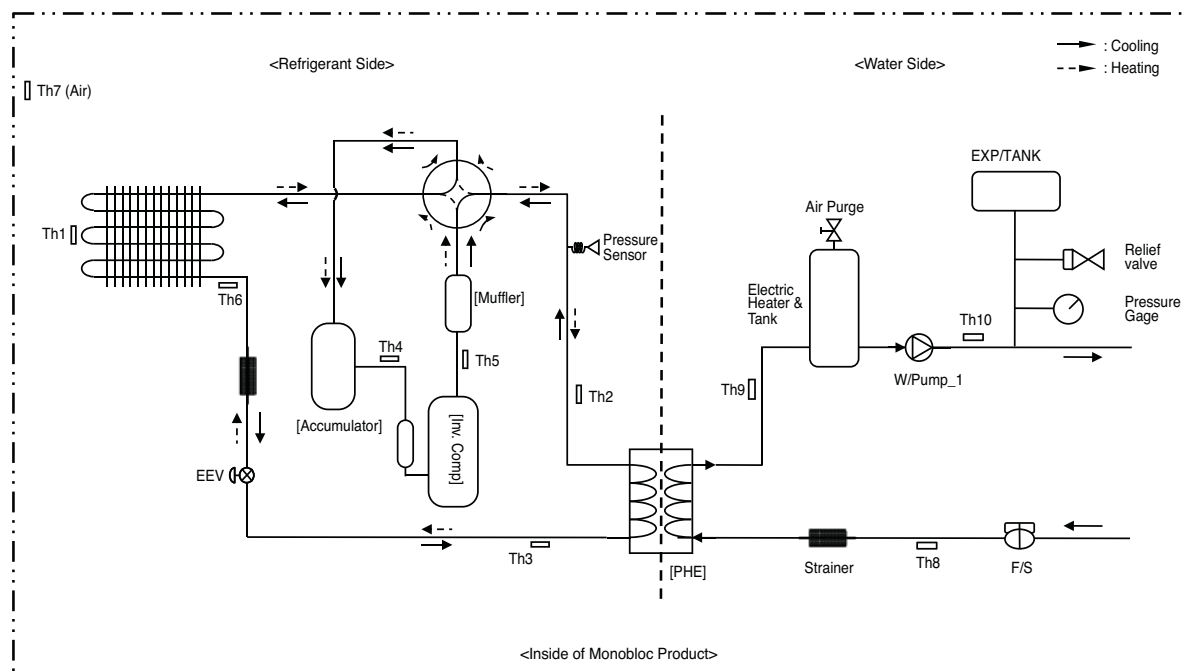 <Refrigerant Side>
<Water Side>
: Cooling
: Heating
Th7 (Air)
EXP/TANK
Air Purge
Th1
Pressure
Sensor
Relief
valve
Th6
[Muffler]
Electric
Heater &
Tank
Pressure
Gage
Th10
Th4
Th5
Th2
Th9
W/Pump_1
[Accumulator]
[Inv. Comp]
EEV
Th3
[PHE]
Strainer
Th8
F/S
<Inside of Monobloc Product>